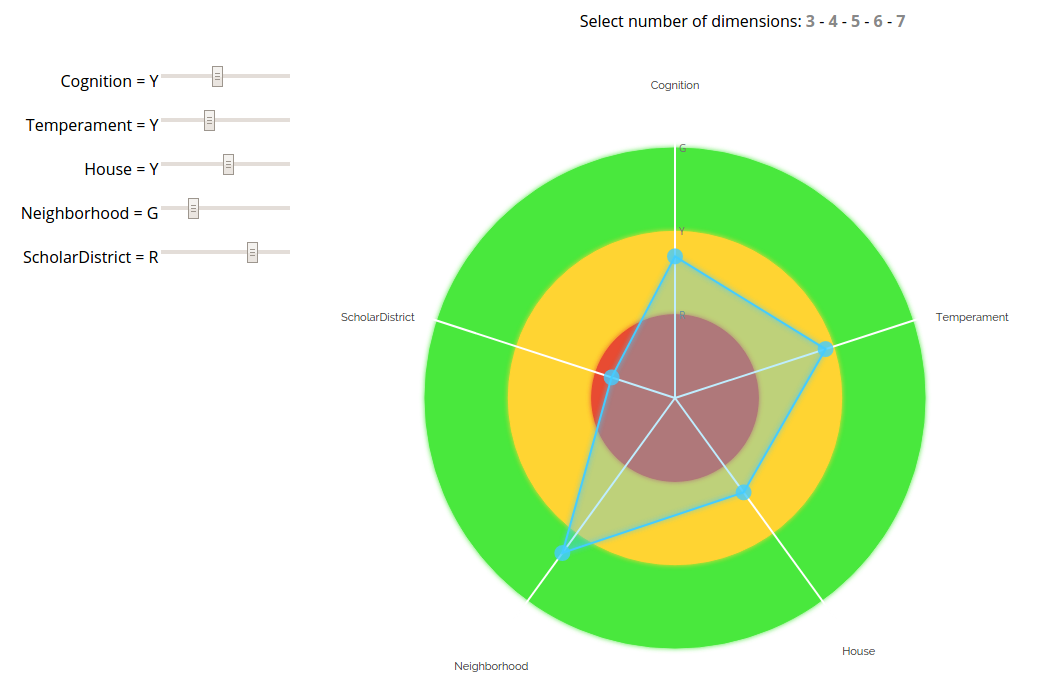 Select number of dimensions: 3 - 4 - 5 - 6 - 7
Cognition = Y
Temperament = Y
House = Y
Neighborhood = G
ScholarDistrict = R
Cognition
G
Y
R
ScholarDistrict
Temperament
House
Neighborhood